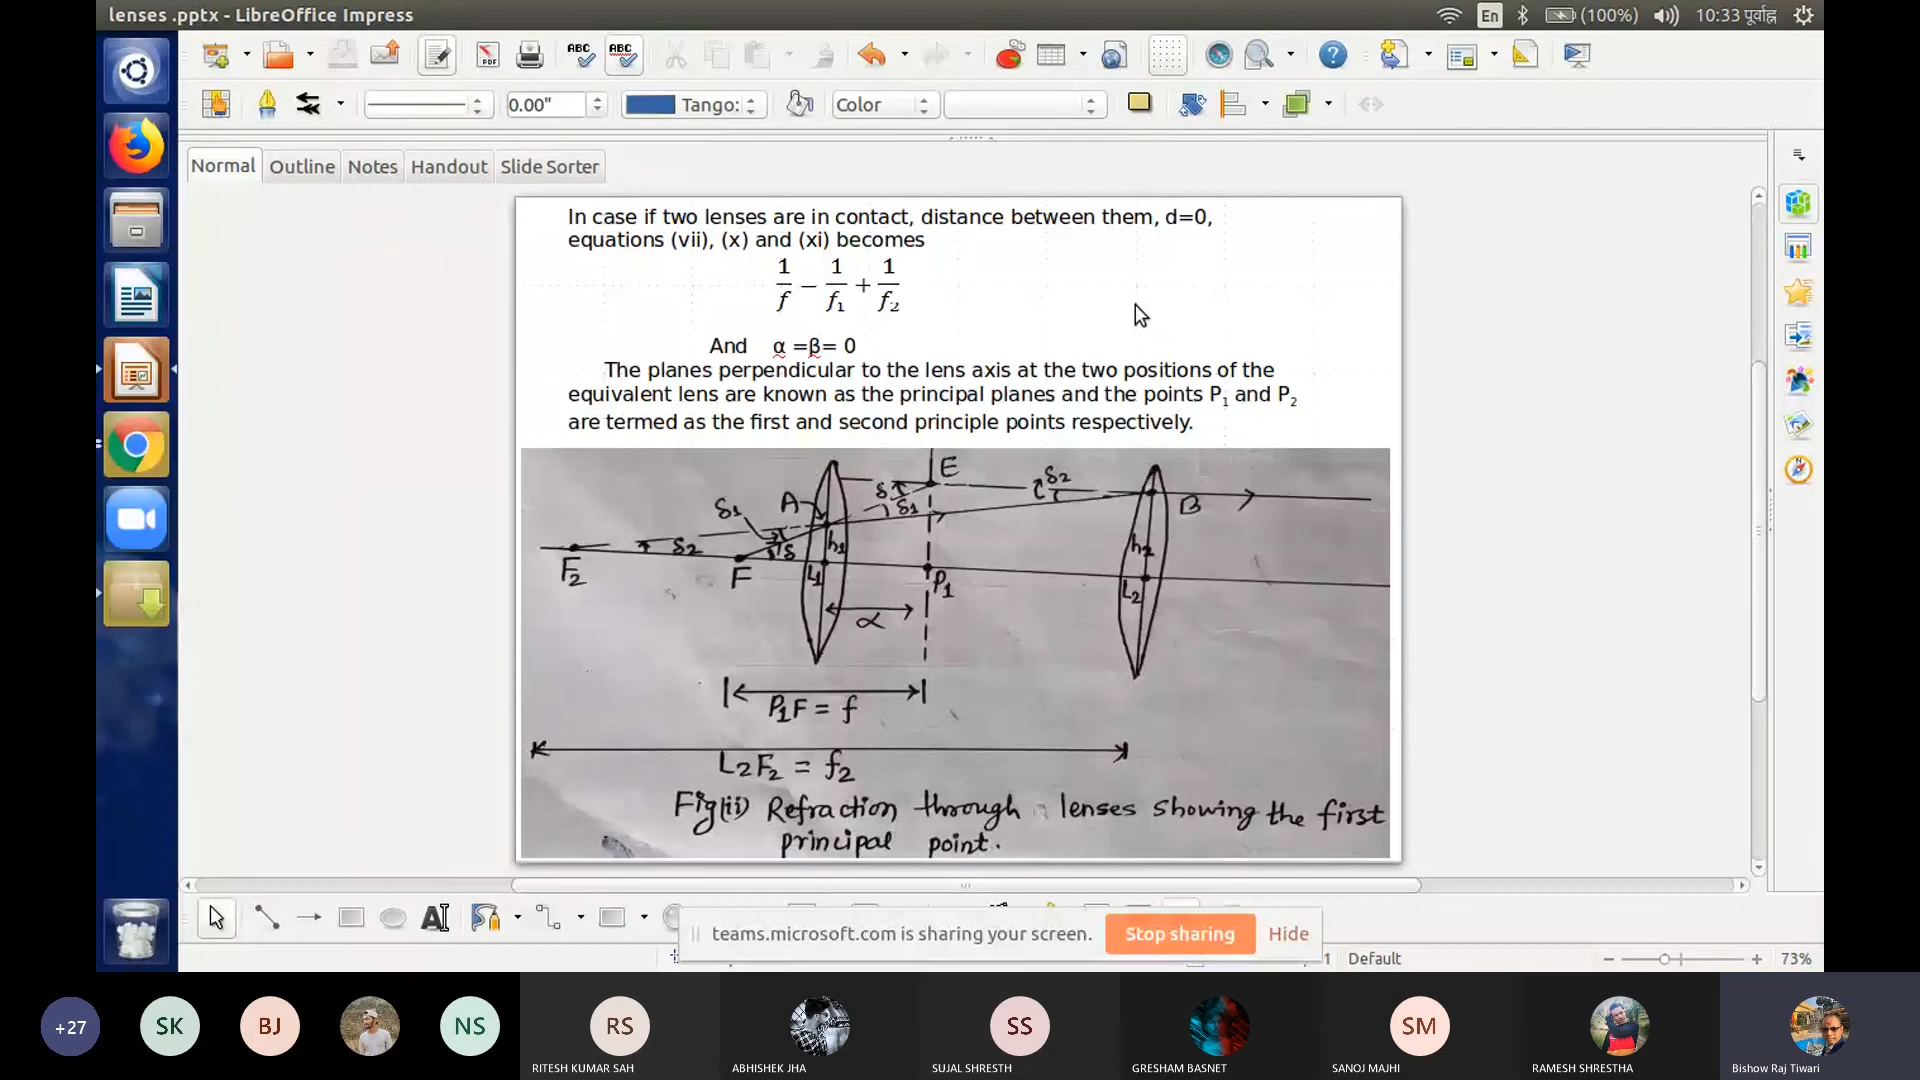 lenses .pptx - LibreOffice Impress
En
(100%)
10:33 पूर्वाह्न
PDF
ABC
ABC
0.00"
Tango:
Color
Normal
Outline
Notes
Handout
Slide Sorter
In case if two lenses are in contact, distance between them, d=0,
equations (vii), (x) and (xi) becomes
1/f − 1/f₁ + 1/f₂
And α =β= 0
The planes perpendicular to the lens axis at the two positions of the
equivalent lens are known as the principal planes and the points P₁ and P₂
are termed as the first and second principle points respectively.
E
δ2
δ
δ1
A
δ1
B
δ2
δ
h1
h2
F2
F
L1
P1
L2
α
P1F = f
L2F2 = f2
Fig(ii) Refraction through lenses showing the first
principal point.
teams.microsoft.com is sharing your screen.
Stop sharing
Hide
1
Default
73%
+27
SK
BJ
NS
RS
SS
SM
RITESH KUMAR SAH
ABHISHEK JHA
SUJAL SHRESTH
GRESHAM BASNET
SANOJ MAJHI
RAMESH SHRESTHA
Bishow Raj Tiwari